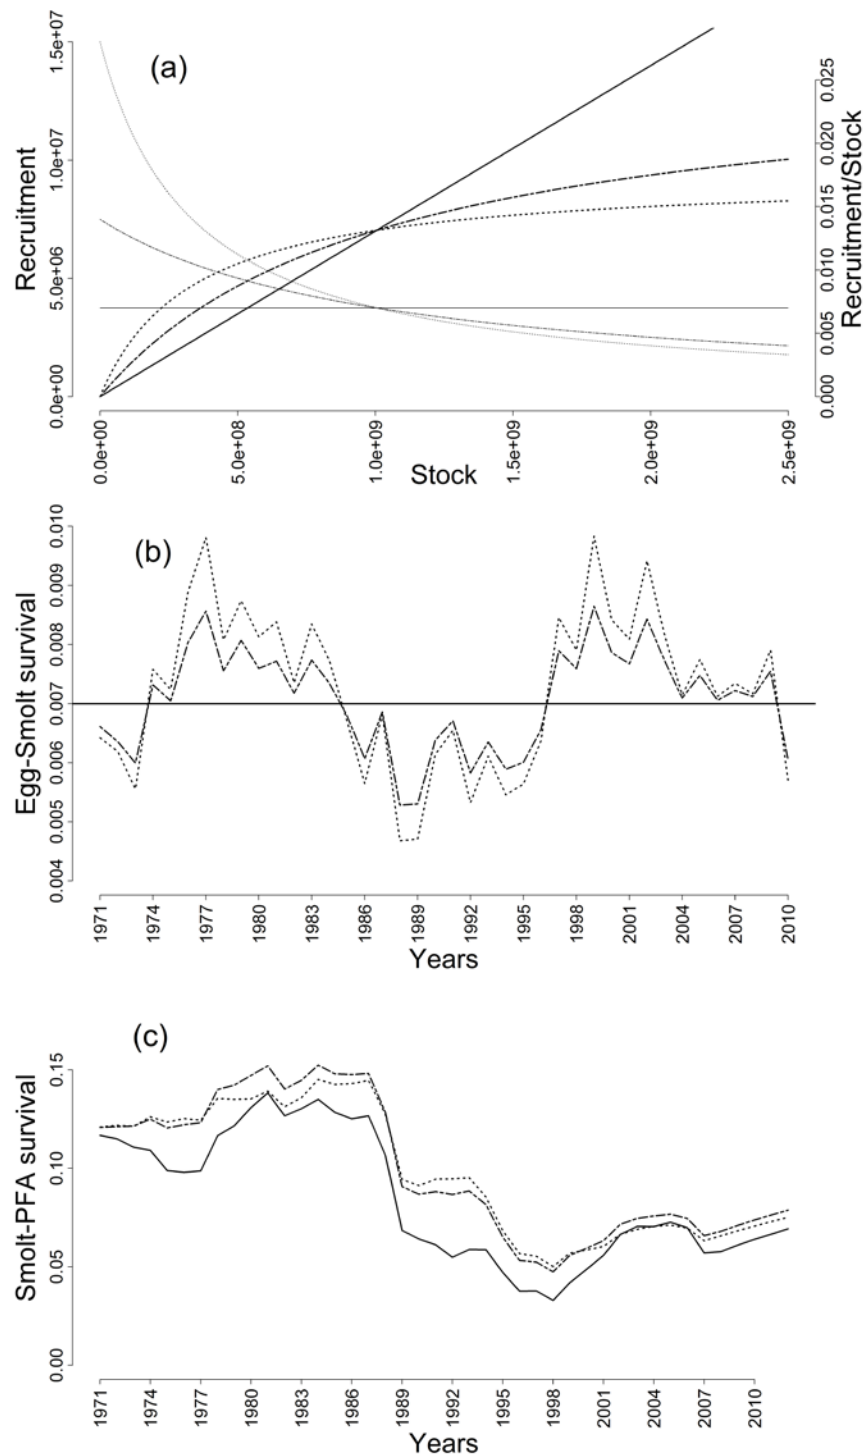 (a)
Recruitment
0.0e+00
5.0e+06
1.0e+07
1.5e+07
Recruitment/Stock
0.000
0.005
0.010
0.015
0.020
0.025
0.0e+00
5.0e+08
1.0e+09
1.5e+09
2.0e+09
2.5e+09
Stock
(b)
Egg-Smolt survival
0.004
0.005
0.006
0.007
0.008
0.009
0.010
1971
1974
1977
1980
1983
1986
1989
1992
1995
1998
2001
2004
2007
2010
Years
(c)
Smolt-PFA survival
0.00
0.05
0.10
0.15
1971
1974
1977
1980
1983
1986
1989
1992
1995
1998
2001
2004
2007
2010
Years